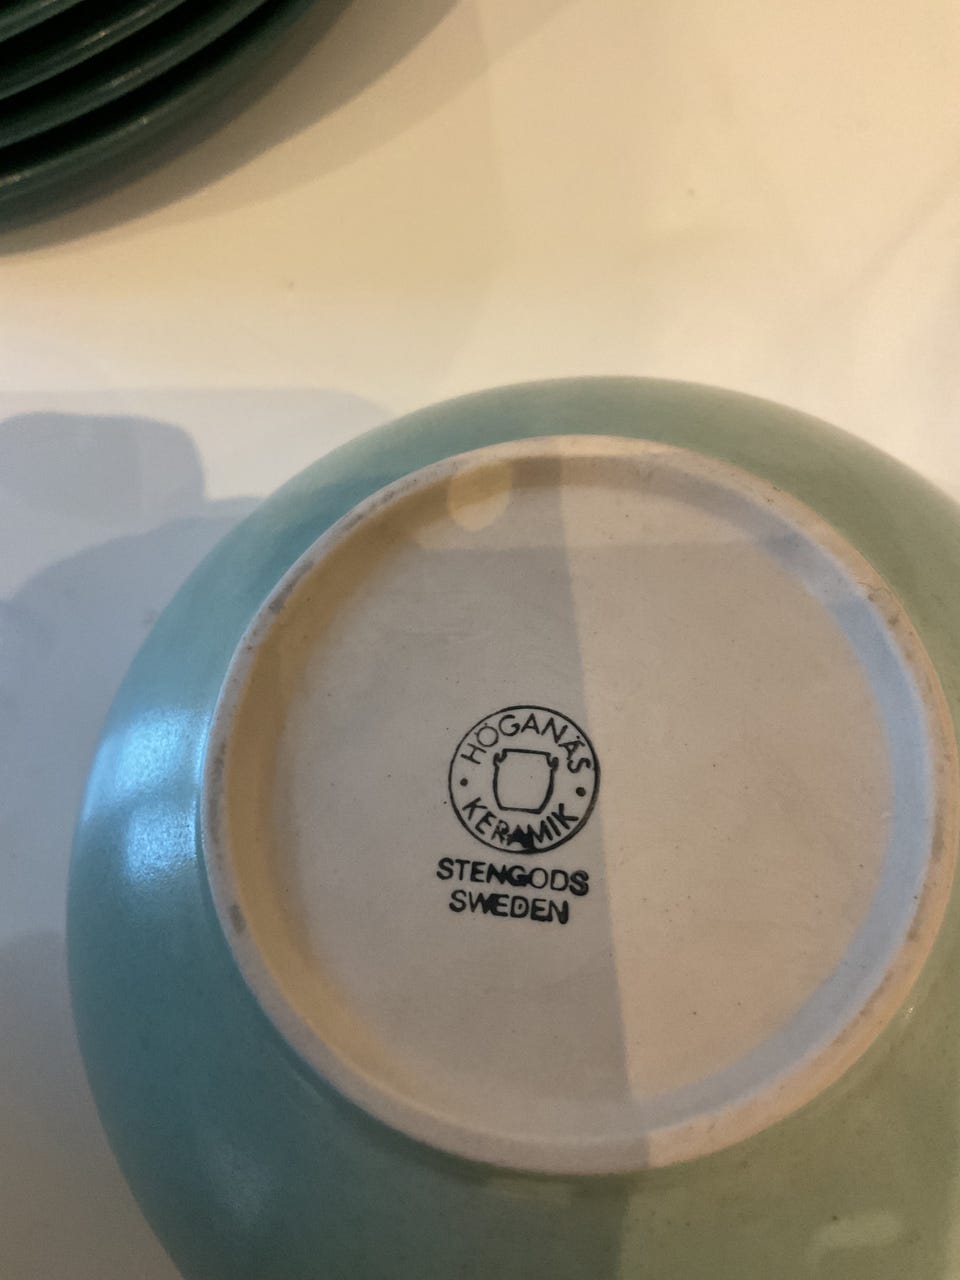 HÖGANÄS
KERAMIK
STENGODS
SWEDEN